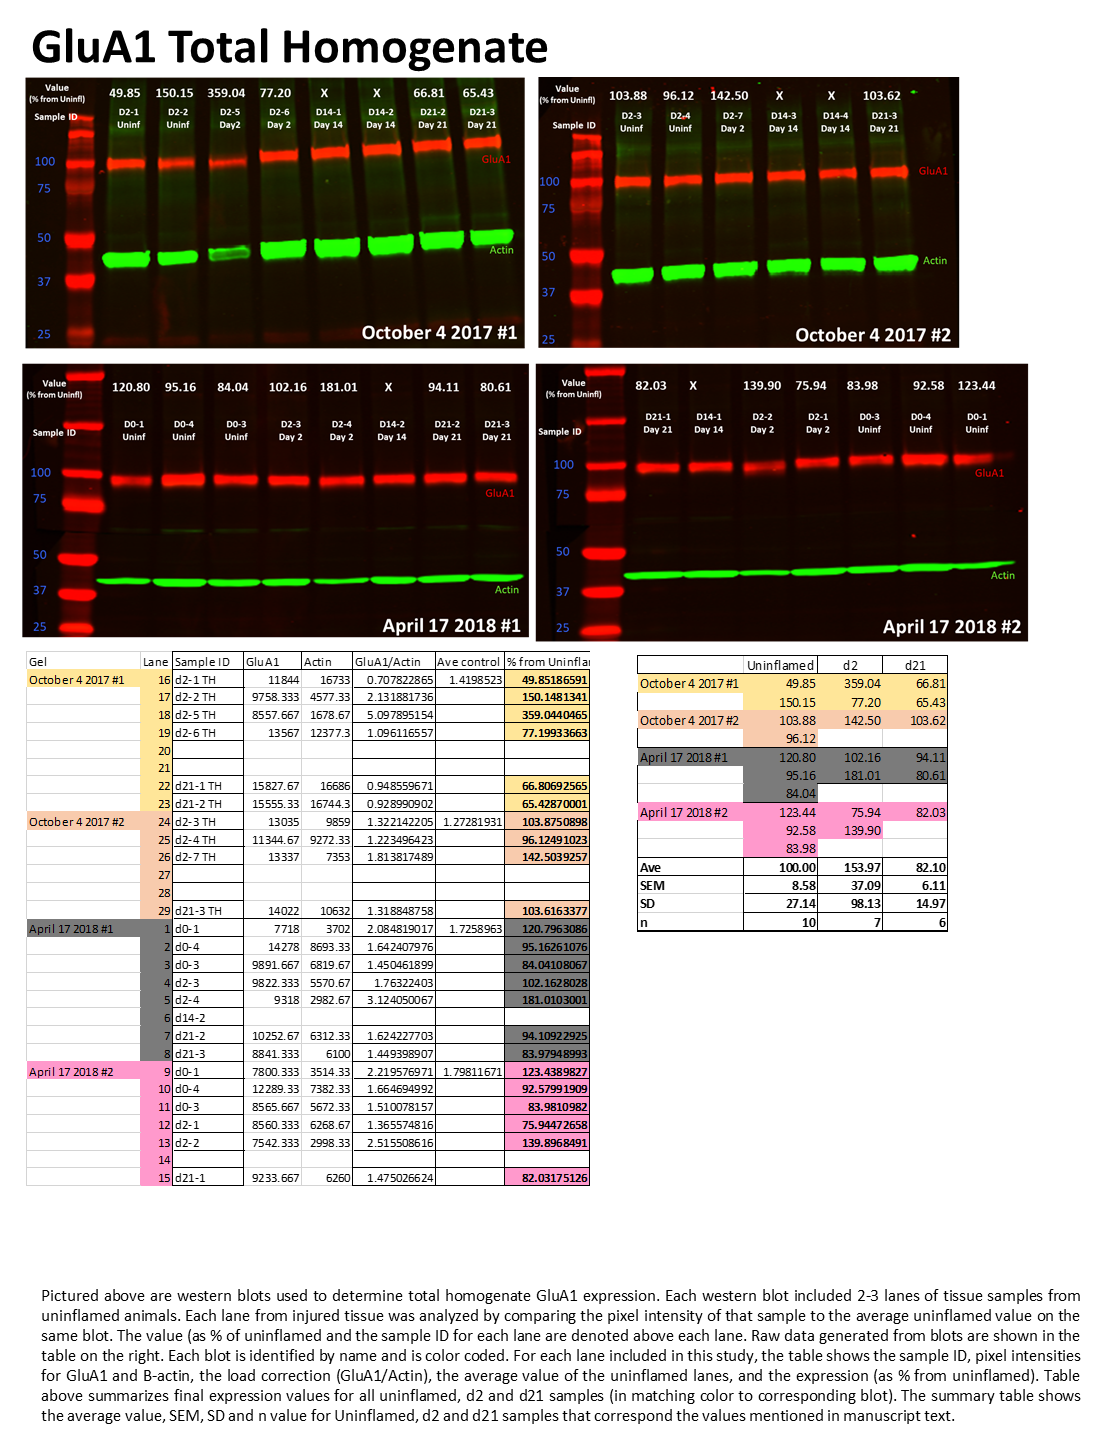 GluA1 Total Homogenate
Value
(% from Uninfl)
49.85 150.15 359.04 77.20 X X 66.81 65.43
Sample ID
D2-1 D2-2 D2-5 D2-6 D14-1 D14-2 D21-2 D21-3
Uninf Uninf Day2 Day 2 Day 14 Day 14 Day 21 Day 21
100
75
50
37
25
GluA1
Actin
October 4 2017 #1
Value
(% from Uninfl)
103.88 96.12 142.50 X X 103.62
Sample ID
D2-3 D2-4 D2-7 D14-3 D14-4 D21-3
Uninf Uninf Day 2 Day 14 Day 14 Day 21
100
75
50
37
25
GluA1
Actin
October 4 2017 #2
Value
(% from Uninfl)
120.80 95.16 84.04 102.16 181.01 X 94.11 80.61
Sample ID
D0-1 D0-4 D0-3 D2-3 D2-4 D14-2 D21-2 D21-3
Uninf Uninf Uninf Day 2 Day 2 Day 14 Day 21 Day 21
100
75
50
37
25
GluA1
Actin
April 17 2018 #1
Value
(% from Uninfl)
82.03 X 139.90 75.94 83.98 92.58 123.44
Sample ID
D21-1 D14-1 D2-2 D2-1 D0-3 D0-4 D0-1
Day 21 Day 14 Day 2 Day 2 Uninf Uninf Uninf
100
75
50
37
25
GluA1
Actin
April 17 2018 #2
Gel Lane Sample ID GluA1 Actin GluA1/Actin Ave control % from Uninfla
October 4 2017 #1 16 d2-1 TH 11844 16733 0.707822865 1.4198523 49.85186591
17 d2-2 TH 9758.333 4577.33 2.131881736 150.1481341
18 d2-5 TH 8557.667 1678.67 5.097895154 359.0440465
19 d2-6 TH 13567 12377.3 1.096116557 77.19933663
20
21
22 d21-1 TH 15827.67 16686 0.948559671 66.80692565
23 d21-2 TH 15555.33 16744.3 0.928990902 65.42870001
October 4 2017 #2 24 d2-3 TH 13035 9859 1.322142205 1.27281931 103.8750898
25 d2-4 TH 11344.67 9272.33 1.223496423 96.12491023
26 d2-7 TH 13337 7353 1.813817489 142.5039257
27
28
29 d21-3 TH 14022 10632 1.318848758 103.6163377
April 17 2018 #1 1 d0-1 7718 3702 2.084819017 1.7258963 120.7963086
2 d0-4 14278 8693.33 1.642407976 95.16261076
3 d0-3 9891.667 6819.67 1.450461899 84.04108067
4 d2-3 9822.333 5570.67 1.76322403 102.1628028
5 d2-4 9318 2982.67 3.124050067 181.0103001
6 d14-2
7 d21-2 10252.67 6312.33 1.624227703 94.10922925
8 d21-3 8841.333 6100 1.449398907 83.97948993
April 17 2018 #2 9 d0-1 7800.333 3514.33 2.219576971 1.79811671 123.4389827
10 d0-4 12289.33 7382.33 1.664694992 92.57991909
11 d0-3 8565.667 5672.33 1.510078157 83.9810982
12 d2-1 8560.333 6268.67 1.365574816 75.94472658
13 d2-2 7542.333 2998.33 2.515508616 139.8968491
14
15 d21-1 9233.667 6260 1.475026624 82.03175126
Uninflamed d2 d21
October 4 2017 #1 49.85 359.04 66.81
150.15 77.20 65.43
October 4 2017 #2 103.88 142.50 103.62
96.12
April 17 2018 #1 120.80 102.16 94.11
95.16 181.01 80.61
84.04
April 17 2018 #2 123.44 75.94 82.03
92.58 139.90
83.98
Ave 100.00 153.97 82.10
SEM 8.58 37.09 6.11
SD 27.14 98.13 14.97
n 10 7 6
Pictured above are western blots used to determine total homogenate GluA1 expression. Each western blot included 2-3 lanes of tissue samples from
uninflamed animals. Each lane from injured tissue was analyzed by comparing the pixel intensity of that sample to the average uninflamed value on the
same blot. The value (as % of uninflamed and the sample ID for each lane are denoted above each lane. Raw data generated from blots are shown in the
table on the right. Each blot is identified by name and is color coded. For each lane included in this study, the table shows the sample ID, pixel intensities
for GluA1 and B-actin, the load correction (GluA1/Actin), the average value of the uninflamed lanes, and the expression (as % from uninflamed). Table
above summarizes final expression values for all uninflamed, d2 and d21 samples (in matching color to corresponding blot). The summary table shows
the average value, SEM, SD and n value for Uninflamed, d2 and d21 samples that correspond the values mentioned in manuscript text.